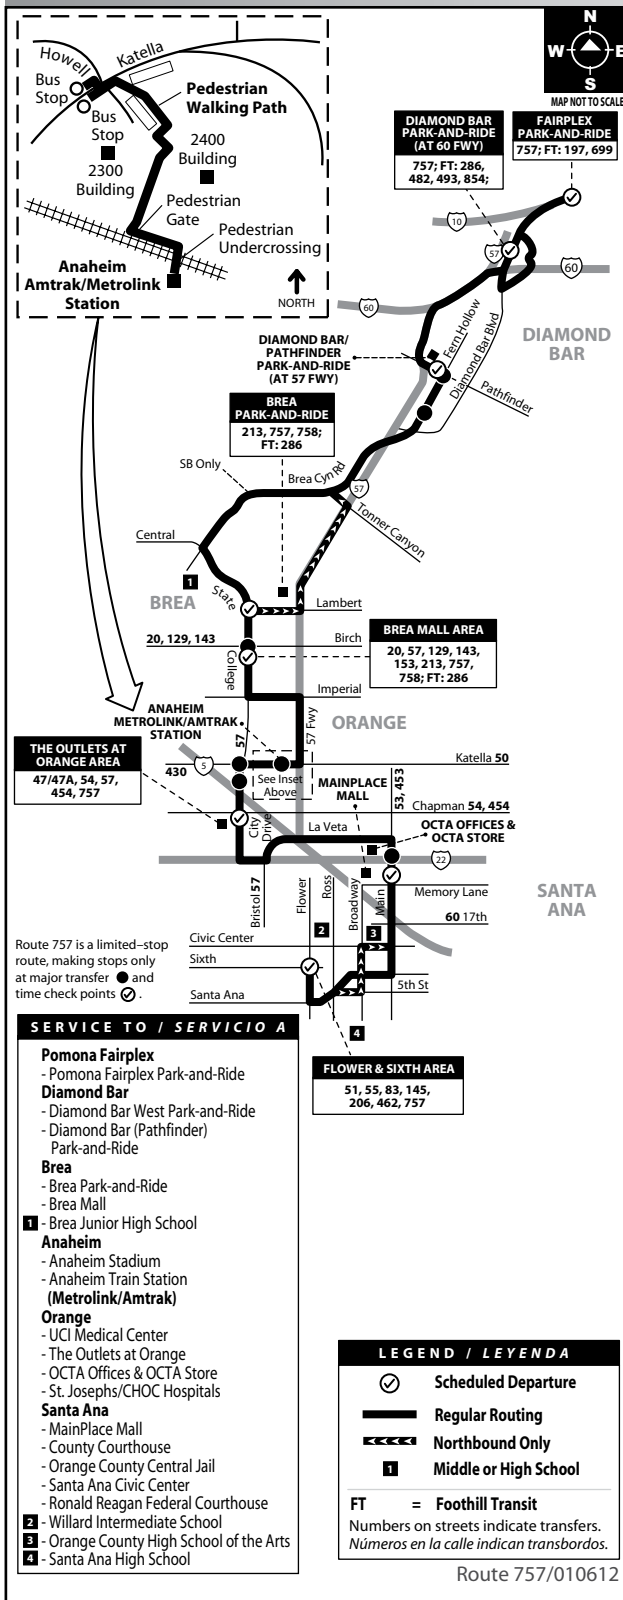 N
W E
S
MAP NOT TO SCALE
Howell
Katella
Bus
Stop
Bus
Stop
Pedestrian
Walking Path
2400
Building
2300
Building
Pedestrian
Gate
Pedestrian
Undercrossing
Anaheim
Amtrak/Metrolink
Station
NORTH
DIAMOND BAR
PARK-AND-RIDE
(AT 60 FWY)
757; FT: 286,
482, 493, 854;
FAIRPLEX
PARK-AND-RIDE
757; FT: 197, 699
10
57
60
60
DIAMOND
BAR
Fern Hollow
Diamond Bar Blvd
DIAMOND BAR/
PATHFINDER
PARK-AND-RIDE
(AT 57 FWY)
Pathfinder
BREA
PARK-AND-RIDE
213, 757, 758;
FT: 286
SB Only
Brea Cyn Rd
57
Tonner Canyon
Central
1
State
BREA
Lambert
20, 129, 143
Birch
College
BREA MALL AREA
20, 57, 129, 143,
153, 213, 757,
758; FT: 286
Imperial
ANAHEIM
METROLINK/AMTRAK
STATION
57
57 Fwy
ORANGE
THE OUTLETS AT
ORANGE AREA
47/47A, 54, 57,
454, 757
5
430
See Inset
Above
Katella 50
MAINPLACE
MALL
53, 453
Chapman 54, 454
City
Drive
La Veta
OCTA OFFICES &
OCTA STORE
22
Bristol 57
Flower
Ross
Broadway
Main
Memory Lane
SANTA
ANA
60 17th
2
3
Civic Center
Sixth
Santa Ana
5th St
4
Route 757 is a limited–stop
route, making stops only
at major transfer and
time check points .
FLOWER & SIXTH AREA
51, 55, 83, 145,
206, 462, 757
SERVICE TO / SERVICIO A
Pomona Fairplex
- Pomona Fairplex Park-and-Ride
Diamond Bar
- Diamond Bar West Park-and-Ride
- Diamond Bar (Pathfinder)
Park-and-Ride
Brea
- Brea Park-and-Ride
- Brea Mall
1 - Brea Junior High School
Anaheim
- Anaheim Stadium
- Anaheim Train Station
(Metrolink/Amtrak)
Orange
- UCI Medical Center
- The Outlets at Orange
- OCTA Offices & OCTA Store
- St. Josephs/CHOC Hospitals
Santa Ana
- MainPlace Mall
- County Courthouse
- Orange County Central Jail
- Santa Ana Civic Center
- Ronald Reagan Federal Courthouse
2 - Willard Intermediate School
3 - Orange County High School of the Arts
4 - Santa Ana High School
LEGEND / LEYENDA
Scheduled Departure
Regular Routing
Northbound Only
1 Middle or High School
FT = Foothill Transit
Numbers on streets indicate transfers.
Números en la calle indican transbordos.
Route 757/010612